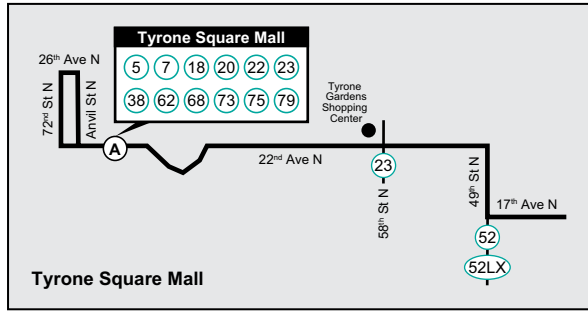 Tyrone Square Mall
5 7 18 20 22 23
38 62 68 73 75 79
26th Ave N
72nd St N
Anvil St N
A
Tyrone
Gardens
Shopping
Center
22nd Ave N
23
58th St N
49th St N
17th Ave N
52
52LX
Tyrone Square Mall